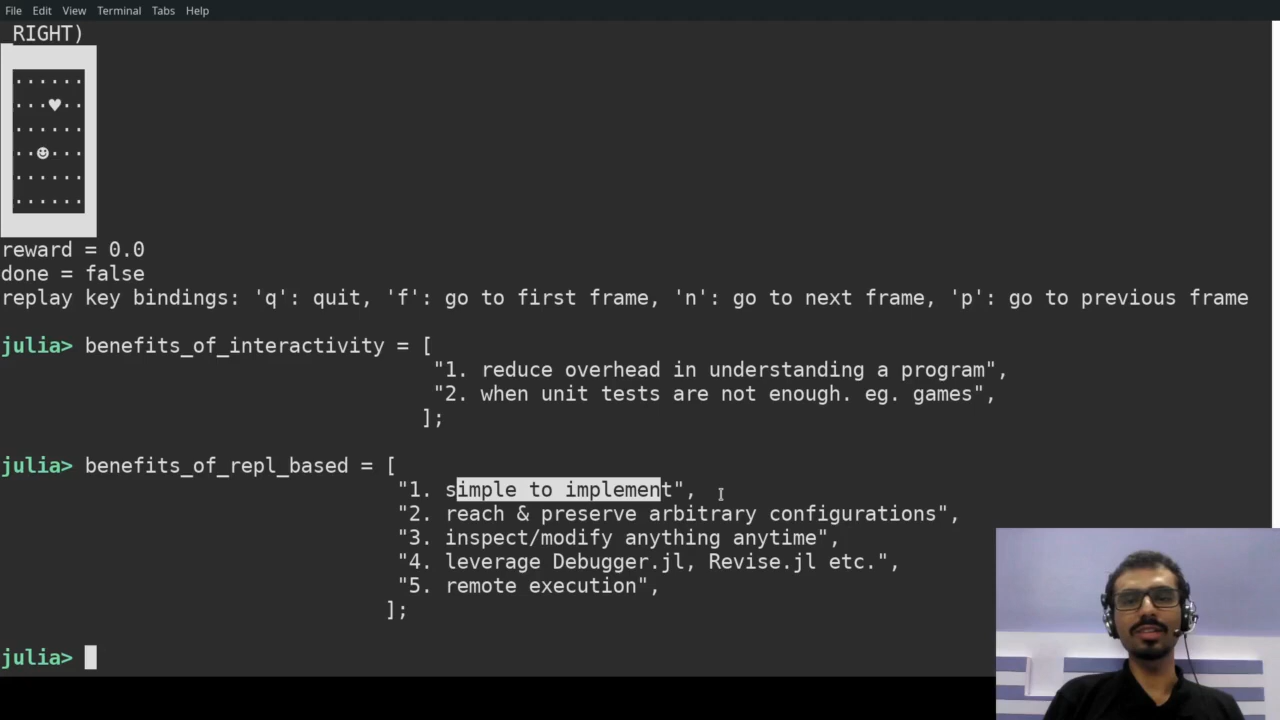 File Edit View Terminal Tabs Help
RIGHT)
······
···♥··
······
··☻···
······
······
reward = 0.0
done = false
replay key bindings: 'q': quit, 'f': go to first frame, 'n': go to next frame, 'p': go to previous frame
julia> benefits_of_interactivity = [
"1. reduce overhead in understanding a program",
"2. when unit tests are not enough. eg. games",
];
julia> benefits_of_repl_based = [
"1. simple to implement",
"2. reach & preserve arbitrary configurations",
"3. inspect/modify anything anytime",
"4. leverage Debugger.jl, Revise.jl etc.",
"5. remote execution",
];
julia>